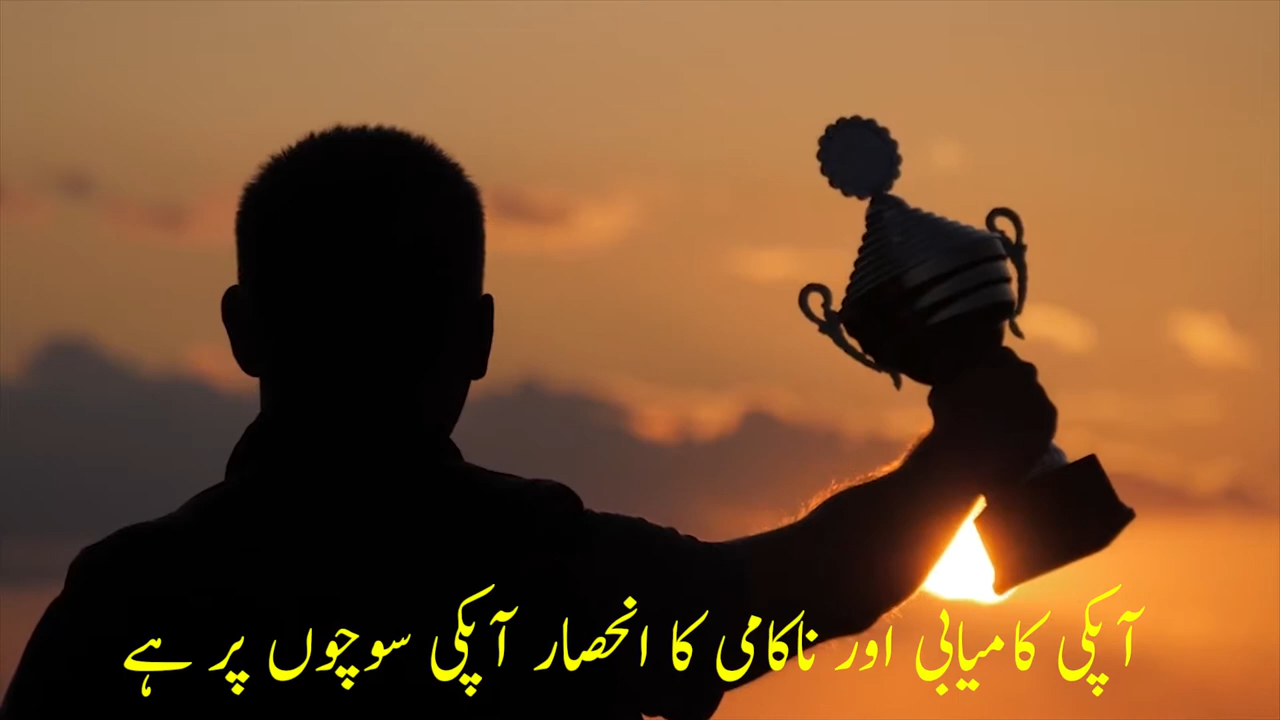 آپکی کامیابی اور ناکامی کا انحصار آپکی سوچوں پر ہے